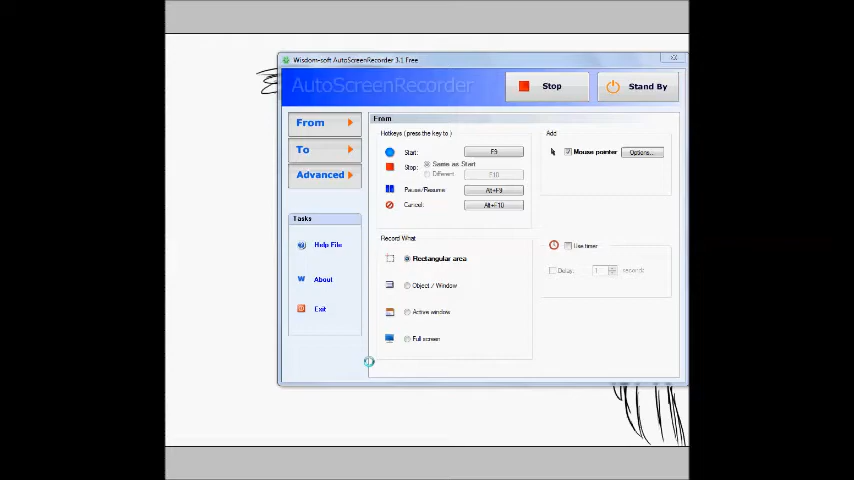 Wisdom-soft AutoScreenRecorder 3.1 Free
AutoScreenRecorder
Stop
Stand By
From
To
Advanced
Tasks
Help File
About
Exit
From
Hotkeys ( press the key to )
Start:
F9
Stop:
Same as Start
Different
F10
Pause/Resume
Alt+F9
Cancel:
Alt+F10
Add
Mouse pointer
Options...
Record What
Rectangular area
Object / Window
Active window
Full screen
Use timer
Delay:
1
seconds